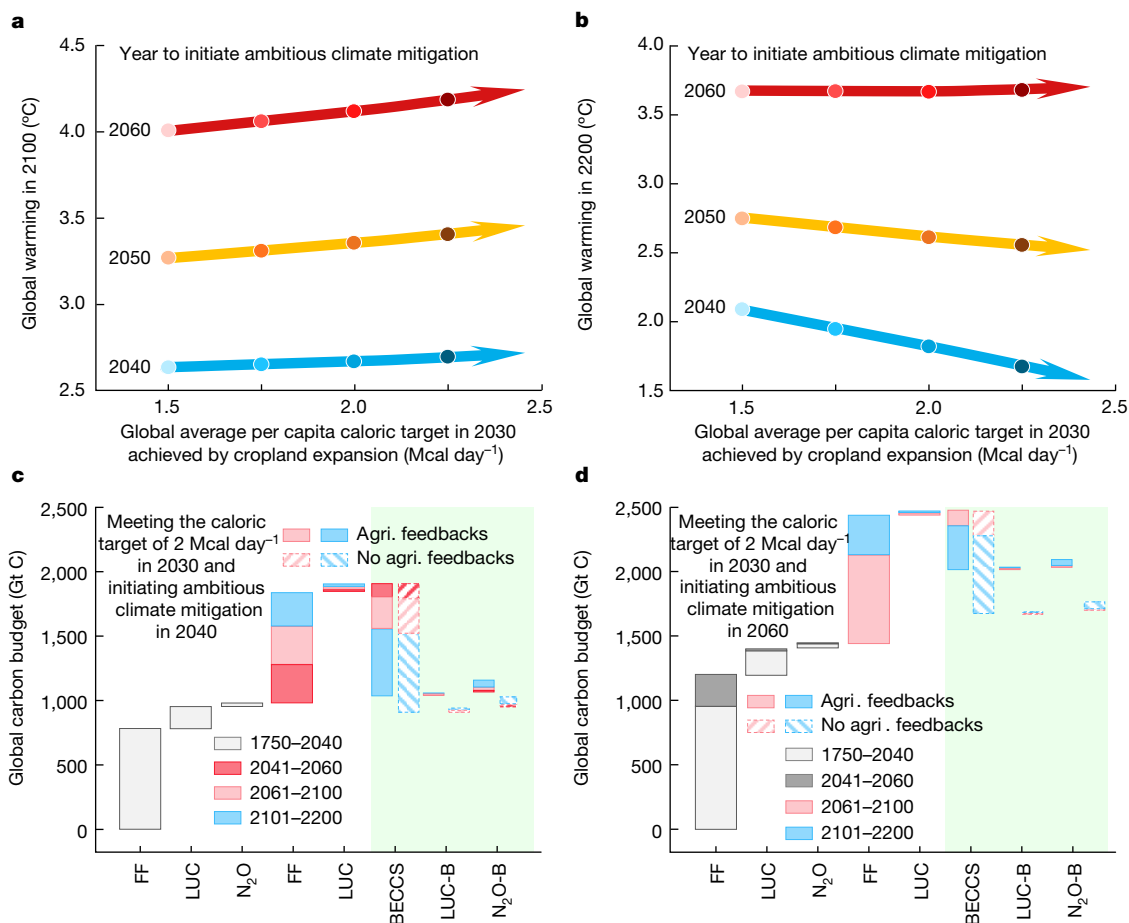 a
Year to initiate ambitious climate mitigation
Global warming in 2100 (°C)
4.5
4.0
3.5
3.0
2.5
2060
2050
2040
1.5
2.0
2.5
Global average per capita caloric target in 2030
achieved by cropland expansion (Mcal day⁻¹)
b
Year to initiate ambitious climate mitigation
Global warming in 2200 (°C)
4.0
3.5
3.0
2.5
2.0
1.5
2060
2050
2040
1.5
2.0
2.5
Global average per capita caloric target in 2030
achieved by cropland expansion (Mcal day⁻¹)
c
Global carbon budget (Gt C)
2,500
2,000
1,500
1,000
500
0
Meeting the caloric
target of 2 Mcal day⁻¹
in 2030 and
initiating ambitious
climate mitigation
in 2040
Agri. feedbacks
No agri. feedbacks
1750–2040
2041–2060
2061–2100
2101–2200
FF
LUC
N₂O
FF
LUC
BECCS
LUC-B
N₂O-B
d
Global carbon budget (Gt C)
2,500
2,000
1,500
1,000
500
0
Meeting the caloric
target of 2 Mcal day⁻¹
in 2030 and
initiating ambitious
climate mitigation
in 2060
Agri. feedbacks
No agri. feedbacks
1750–2040
2041–2060
2061–2100
2101–2200
FF
LUC
N₂O
FF
LUC
BECCS
LUC-B
N₂O-B